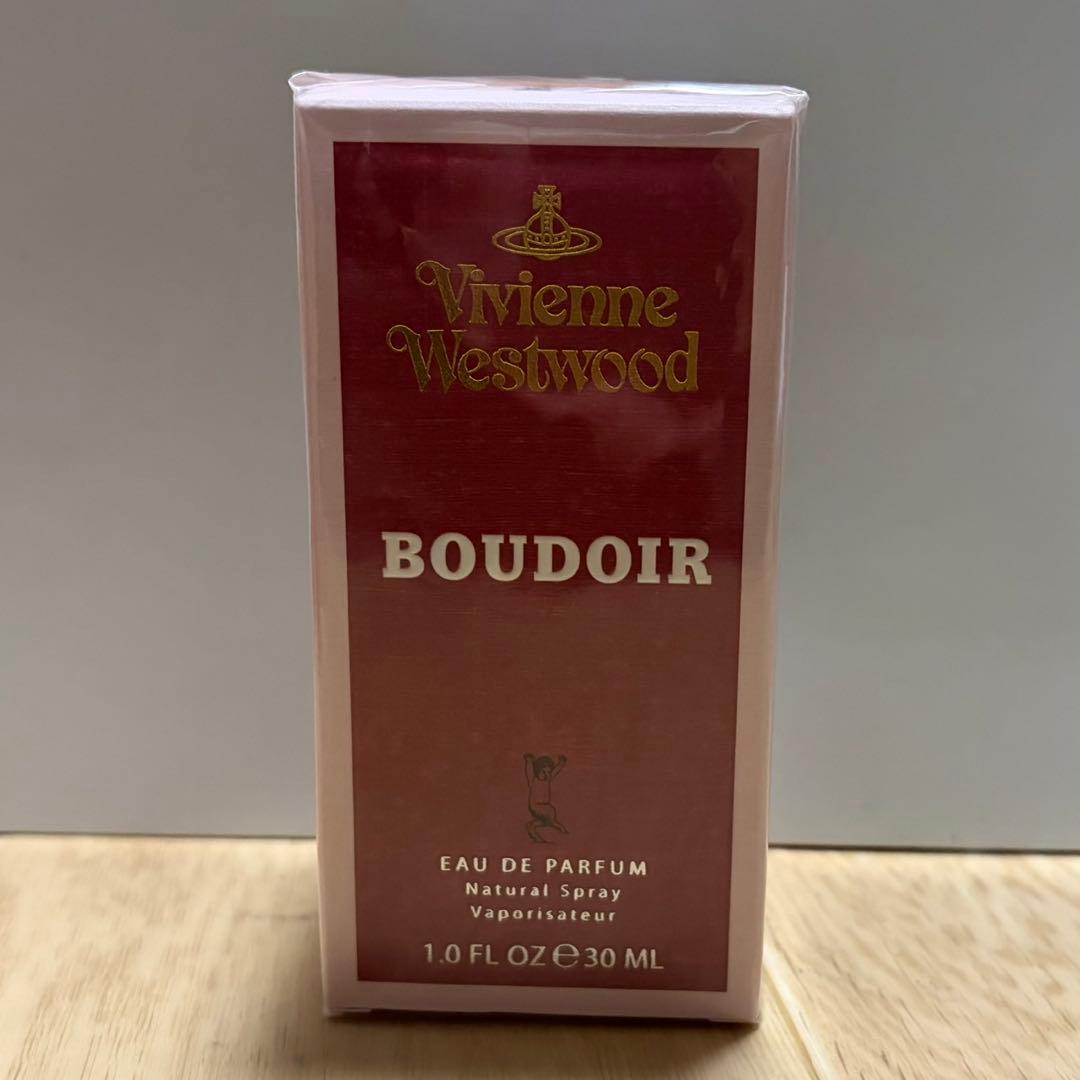 Vivienne
Westwood
BOUDOIR
EAU DE PARFUM
Natural Spray
Vaporisateur
1.0 FL OZ ℮ 30 ML